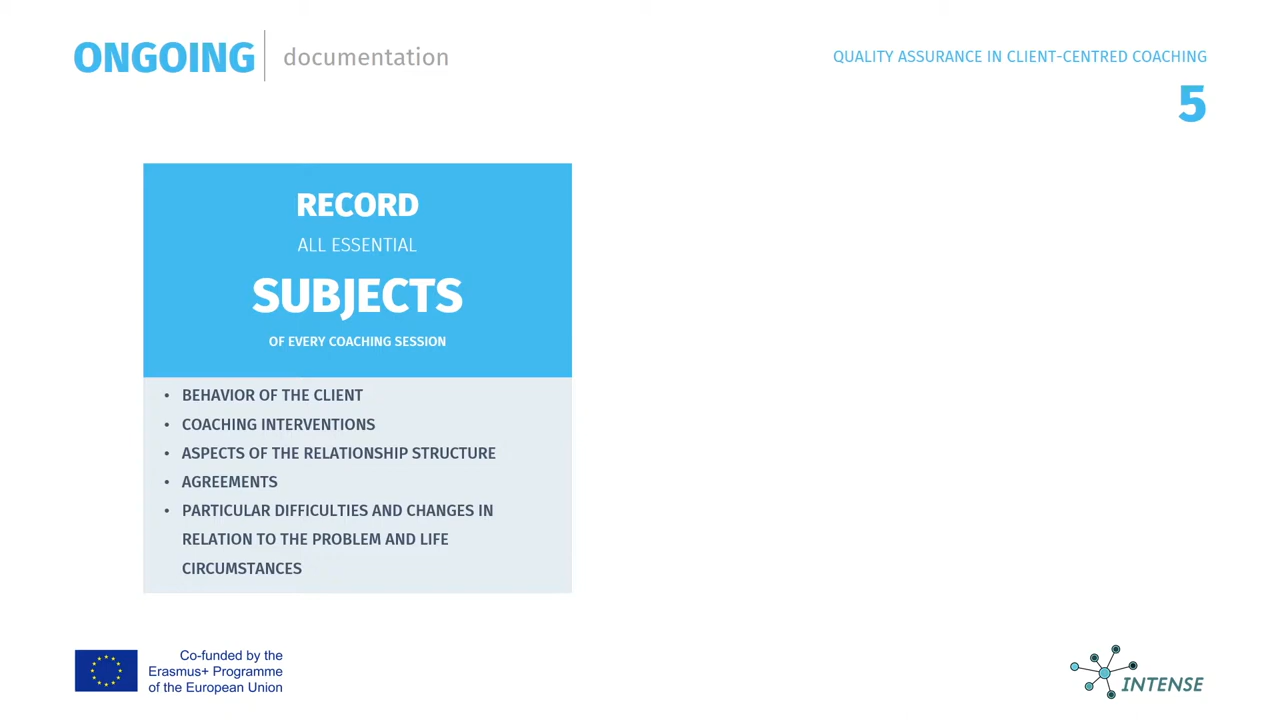 ONGOING documentation
QUALITY ASSURANCE IN CLIENT-CENTRED COACHING
5
RECORD
ALL ESSENTIAL
SUBJECTS
OF EVERY COACHING SESSION
• BEHAVIOR OF THE CLIENT
• COACHING INTERVENTIONS
• ASPECTS OF THE RELATIONSHIP STRUCTURE
• AGREEMENTS
• PARTICULAR DIFFICULTIES AND CHANGES IN
RELATION TO THE PROBLEM AND LIFE
CIRCUMSTANCES
Co-funded by the
Erasmus+ Programme
of the European Union
INTENSE